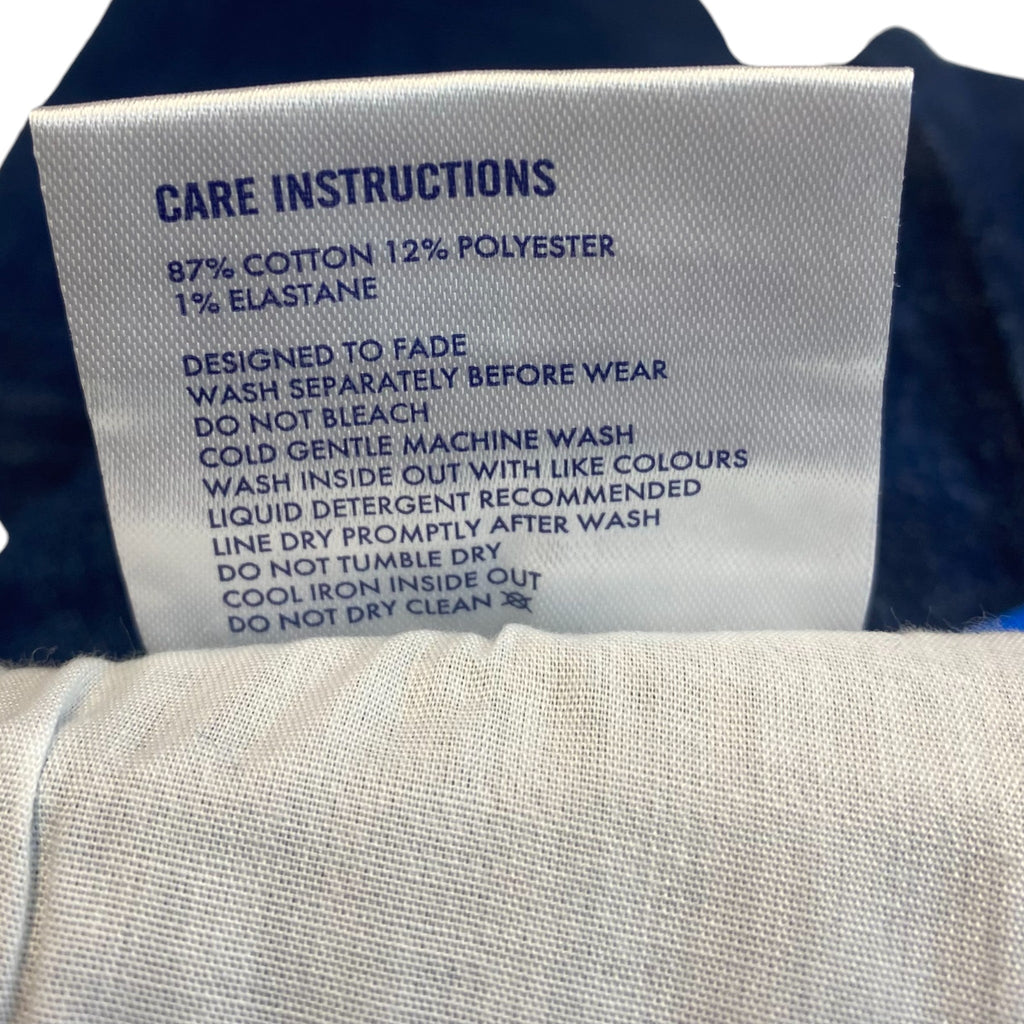 CARE INSTRUCTIONS
87% COTTON 12% POLYESTER
1% ELASTANE
DESIGNED TO FADE
WASH SEPARATELY BEFORE WEAR
DO NOT BLEACH
COLD GENTLE MACHINE WASH
WASH INSIDE OUT WITH LIKE COLOURS
LIQUID DETERGENT RECOMMENDED
LINE DRY PROMPTLY AFTER WASH
DO NOT TUMBLE DRY
COOL IRON INSIDE OUT
DO NOT DRY CLEAN